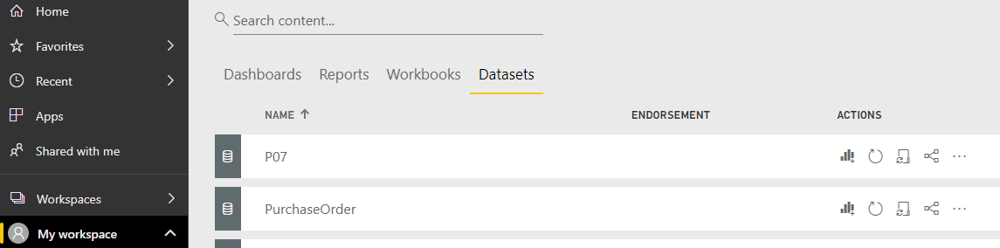 Home
Favorites
Recent
Apps
Shared with me
Workspaces
My workspace
Search content...
Dashboards Reports Workbooks Datasets
NAME ENDORSEMENT ACTIONS
P07
PurchaseOrder